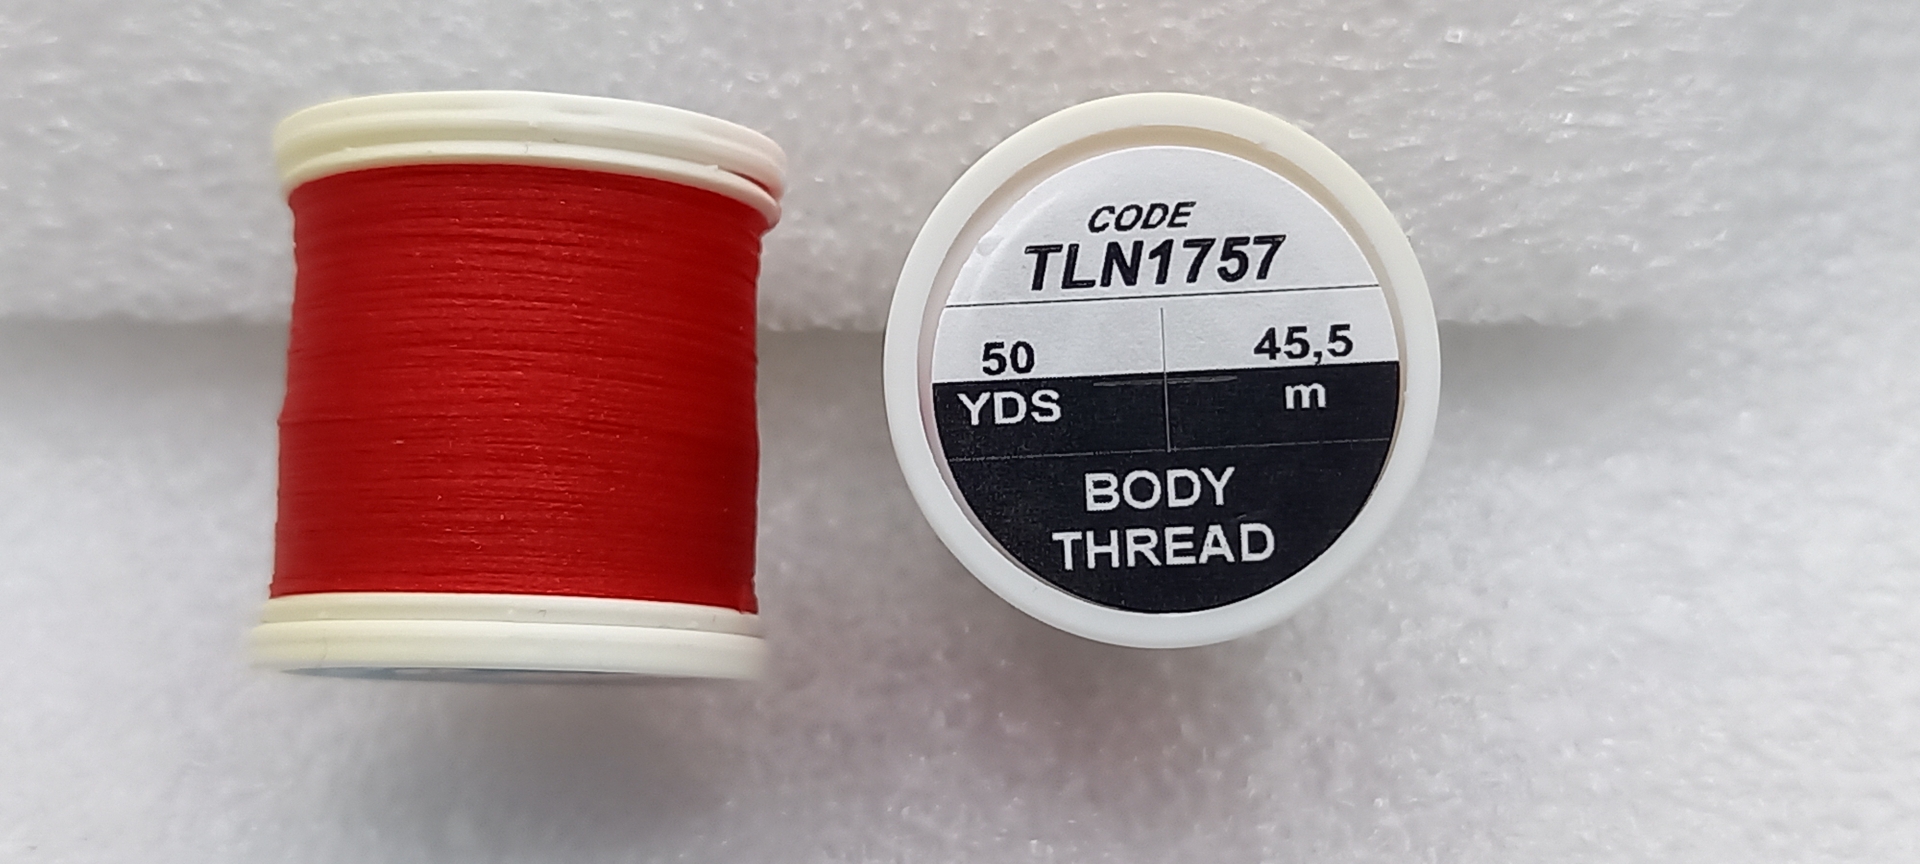 CODE
TLN1757
50 45,5
YDS m
BODY
THREAD